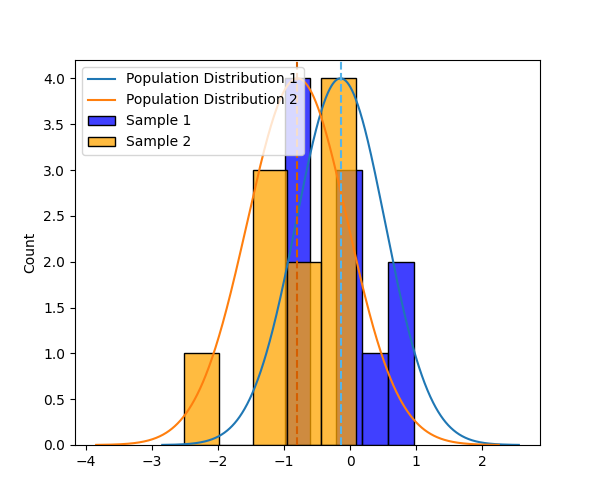 Population Distribution 1
Population Distribution 2
Sample 1
Sample 2
Count
4.0
3.5
3.0
2.5
2.0
1.5
1.0
0.5
0.0
−4 −3 −2 −1 0 1 2